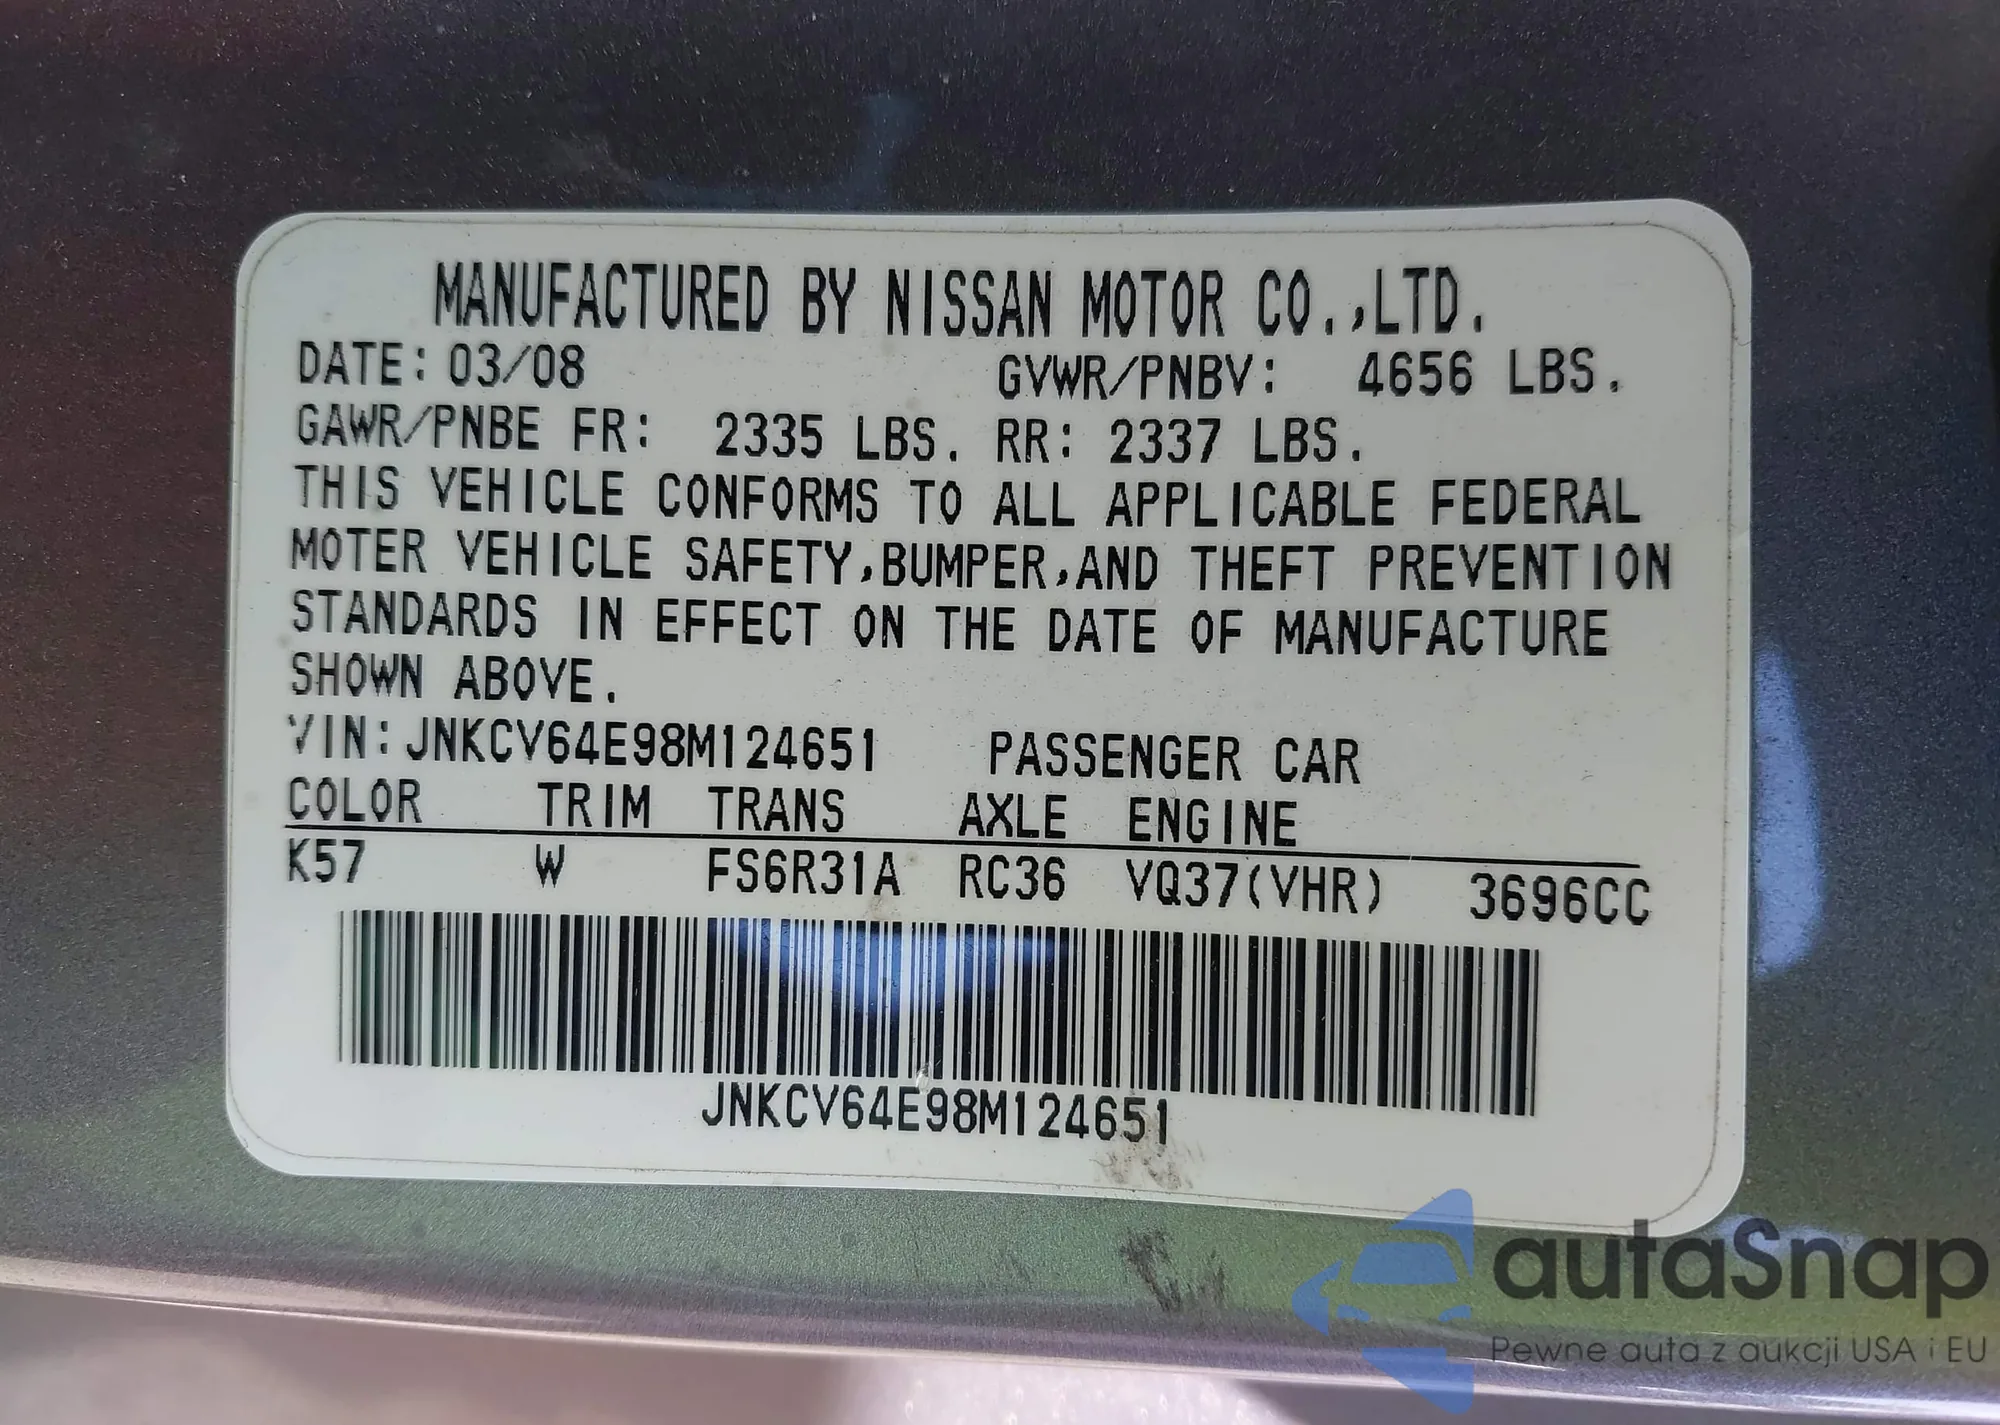 MANUFACTURED BY NISSAN MOTOR CO.,LTD.
DATE: 03/08 GVWR/PNBV: 4656 LBS.
GAWR/PNBE FR: 2335 LBS. RR: 2337 LBS.
THIS VEHICLE CONFORMS TO ALL APPLICABLE FEDERAL
MOTER VEHICLE SAFETY,BUMPER,AND THEFT PREVENTION
STANDARDS IN EFFECT ON THE DATE OF MANUFACTURE
SHOWN ABOVE.
VIN: JNKCV64E98M124651 PASSENGER CAR
COLOR TRIM TRANS AXLE ENGINE
K57 W FS6R31A RC36 VQ37(VHR) 3696CC
JNKCV64E98M124651
autaSnap
Pewne auta z aukcji USA i EU